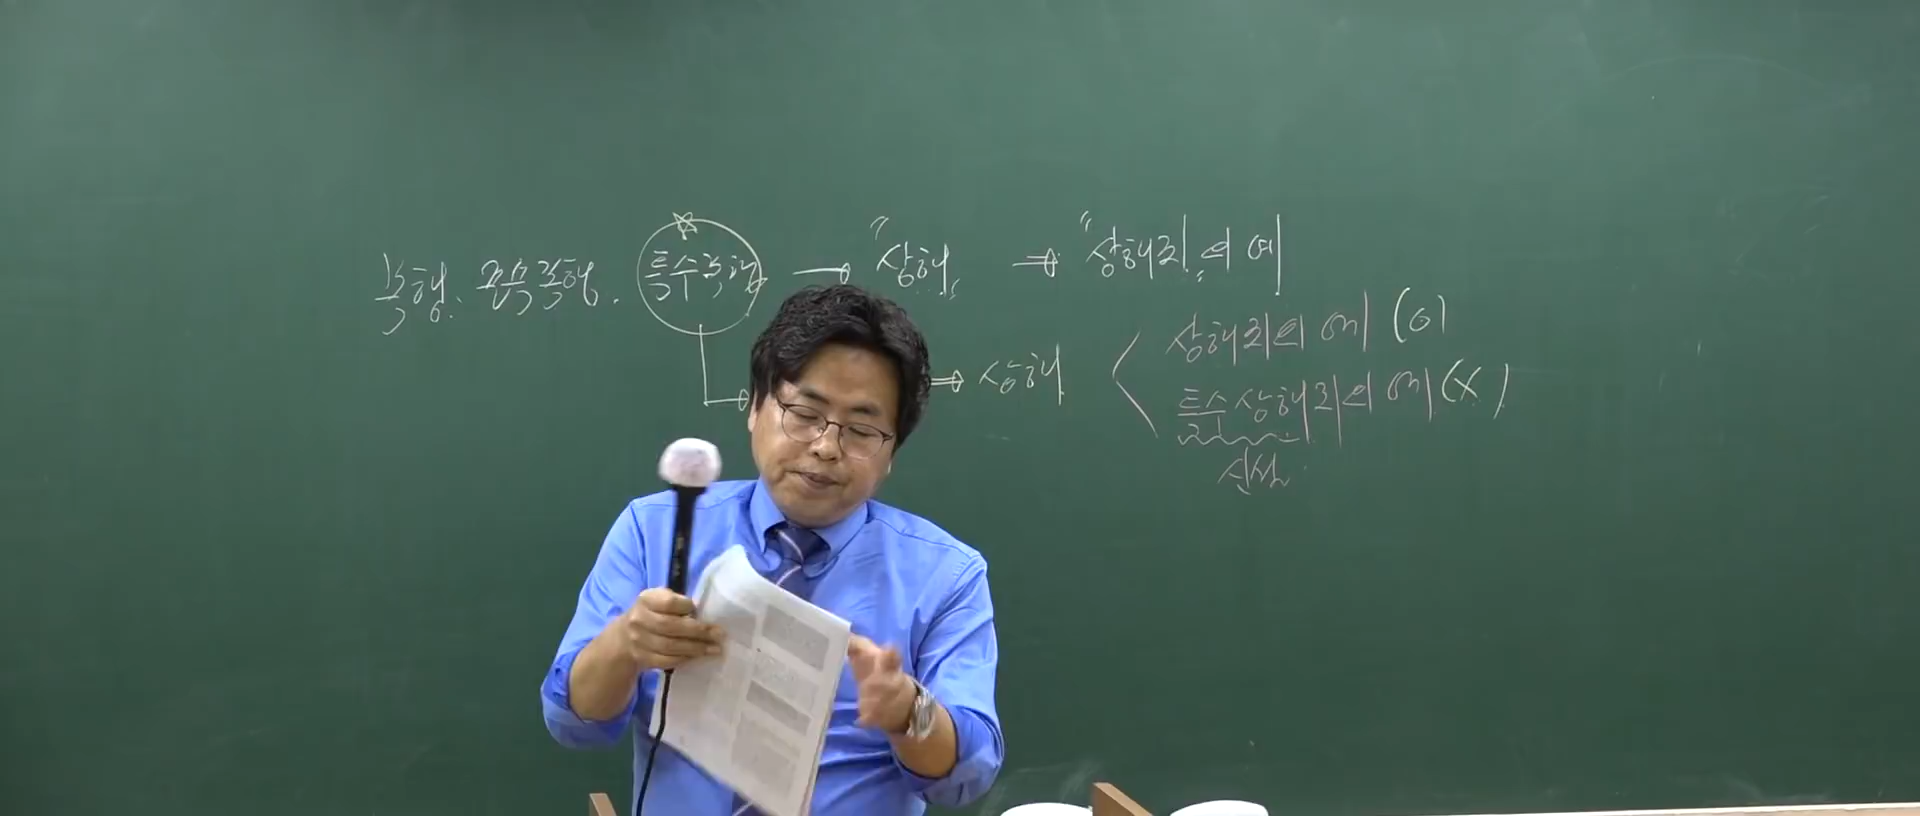 폭행. 존속폭행. 특수폭행 → "상해" ⇒ "상해죄"의 예
⇒ 상해
상해죄의 예 (O)
특수상해죄의 예 (X)
신설.